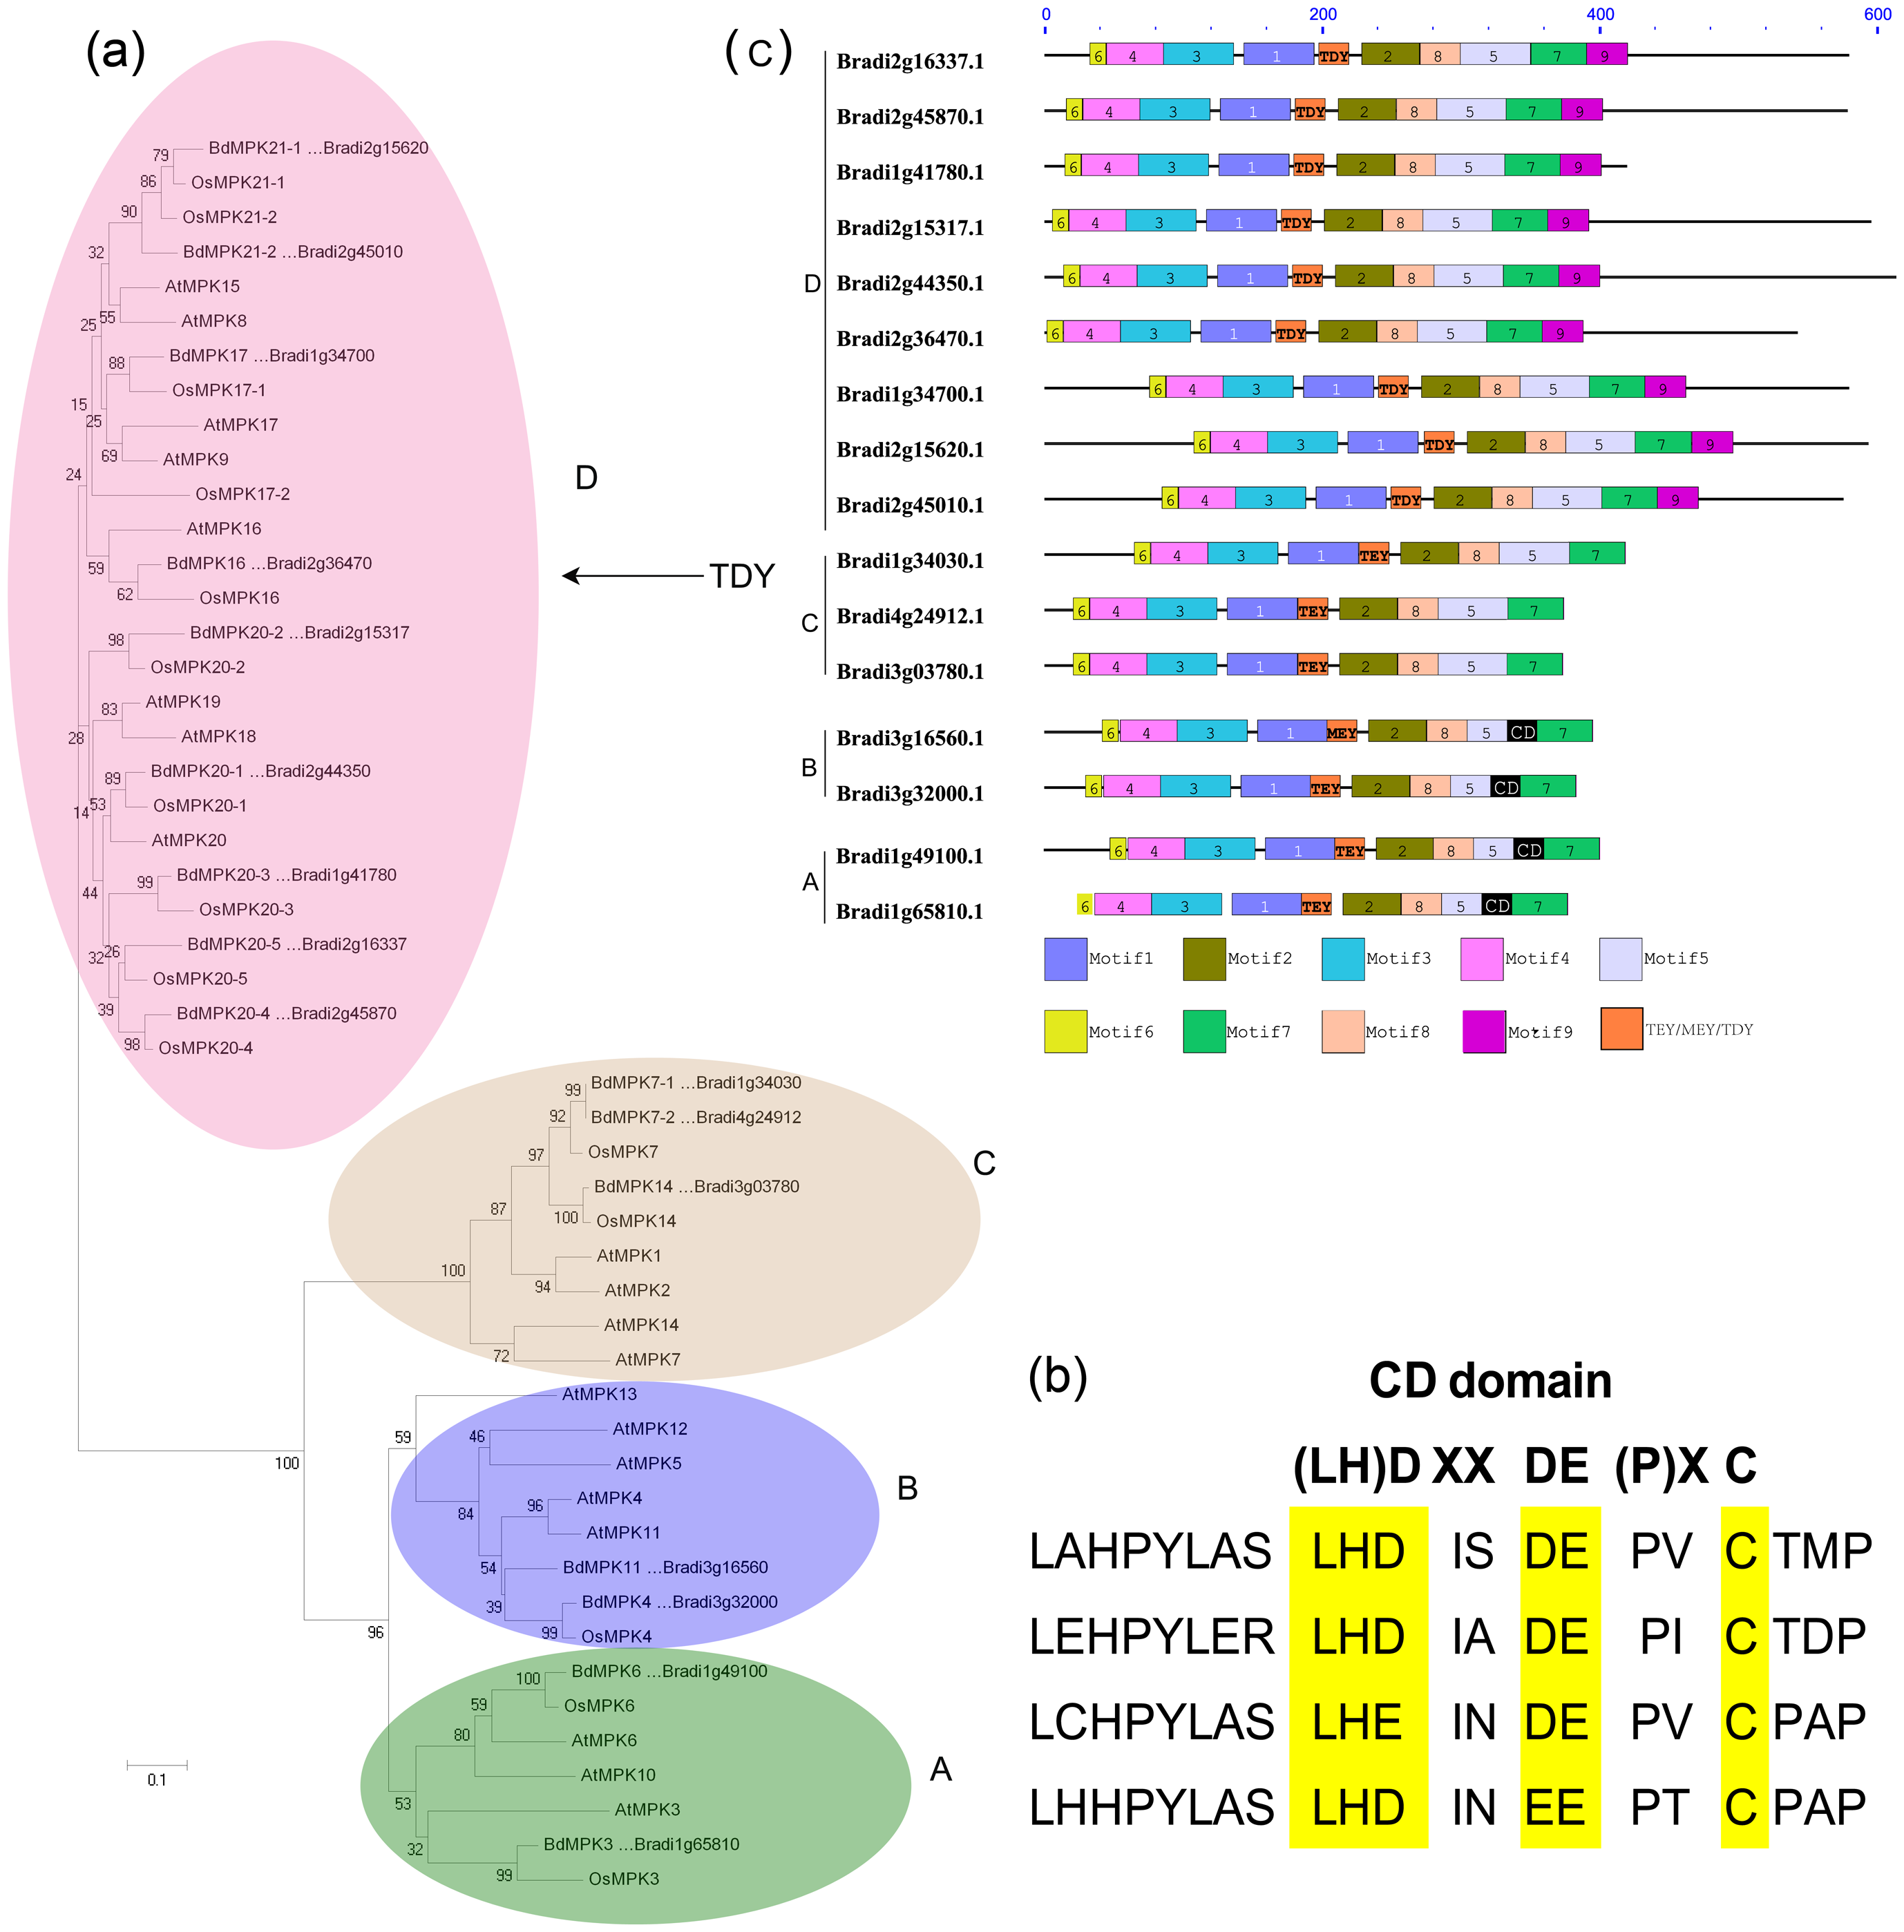 (a)
BdMPK21-1 ...Bradi2g15620
79
OsMPK21-1
86
OsMPK21-2
90
BdMPK21-2 ...Bradi2g45010
32
AtMPK15
55
AtMPK8
25
BdMPK17 ...Bradi1g34700
88
OsMPK17-1
15
25
AtMPK17
AtMPK9
69
24
OsMPK17-2
D
AtMPK16
BdMPK16 ...Bradi2g36470
59
OsMPK16
62
TDY
BdMPK20-2 ...Bradi2g15317
98
OsMPK20-2
AtMPK19
83
AtMPK18
28
BdMPK20-1 ...Bradi2g44350
89
OsMPK20-1
53
14
AtMPK20
BdMPK20-3 ...Bradi1g41780
99
44
OsMPK20-3
BdMPK20-5 ...Bradi2g16337
26
32
OsMPK20-5
BdMPK20-4 ...Bradi2g45870
39
OsMPK20-4
98
BdMPK7-1 ...Bradi1g34030
99
BdMPK7-2 ...Bradi4g24912
92
OsMPK7
97
C
BdMPK14 ...Bradi3g03780
87
OsMPK14
100
AtMPK1
100
AtMPK2
94
AtMPK14
AtMPK7
72
AtMPK13
59
AtMPK12
46
AtMPK5
100
B
AtMPK4
96
84
AtMPK11
BdMPK11 ...Bradi3g16560
54
BdMPK4 ...Bradi3g32000
39
OsMPK4
99
96
BdMPK6 ...Bradi1g49100
100
OsMPK6
59
AtMPK6
80
A
AtMPK10
0.1
53
AtMPK3
BdMPK3 ...Bradi1g65810
32
OsMPK3
99
(C)
0 200 400 600
Bradi2g16337.1 6 4 3 1 TDY 2 8 5 7 9
Bradi2g45870.1 6 4 3 1 TDY 2 8 5 7 9
Bradi1g41780.1 6 4 3 1 TDY 2 8 5 7 9
Bradi2g15317.1 6 4 3 1 TDY 2 8 5 7 9
D
Bradi2g44350.1 6 4 3 1 TDY 2 8 5 7 9
Bradi2g36470.1 6 4 3 1 TDY 2 8 5 7 9
Bradi1g34700.1 6 4 3 1 TDY 2 8 5 7 9
Bradi2g15620.1 6 4 3 1 TDY 2 8 5 7 9
Bradi2g45010.1 6 4 3 1 TDY 2 8 5 7 9
Bradi1g34030.1 6 4 3 1 TEY 2 8 5 7
C
Bradi4g24912.1 6 4 3 1 TEY 2 8 5 7
Bradi3g03780.1 6 4 3 1 TEY 2 8 5 7
B
Bradi3g16560.1 6 4 3 1 MEY 2 8 5 CD 7
Bradi3g32000.1 6 4 3 1 TEY 2 8 5 CD 7
A
Bradi1g49100.1 6 4 3 1 TEY 2 8 5 CD 7
Bradi1g65810.1 6 4 3 1 TEY 2 8 5 CD 7
Motif1 Motif2 Motif3 Motif4 Motif5
Motif6 Motif7 Motif8 Motif9 TEY/MEY/TDY
(b)
CD domain
(LH)D XX DE (P)X C
LAHPYLAS LHD IS DE PV C TMP
LEHPYLER LHD IA DE PI C TDP
LCHPYLAS LHE IN DE PV C PAP
LHHPYLAS LHD IN EE PT C PAP